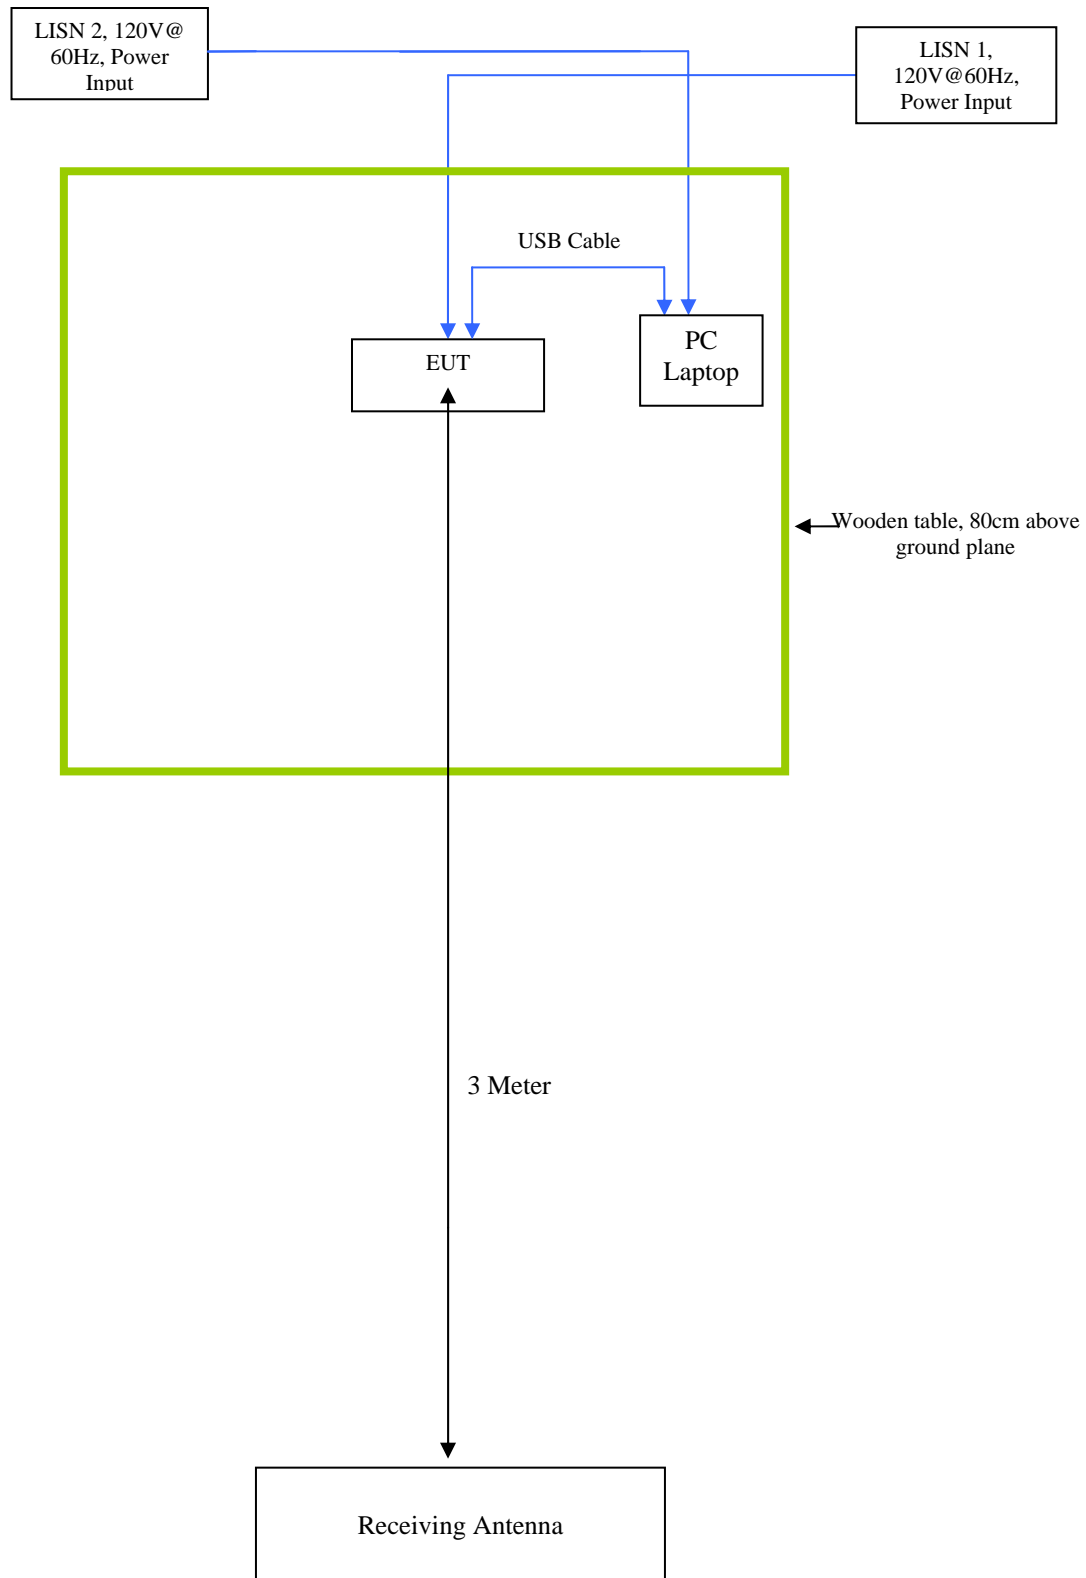 LISN 2, 120V@
60Hz, Power
Input
LISN 1,
120V@60Hz,
Power Input
USB Cable
EUT
PC
Laptop
Wooden table, 80cm above
ground plane
3 Meter
Receiving Antenna